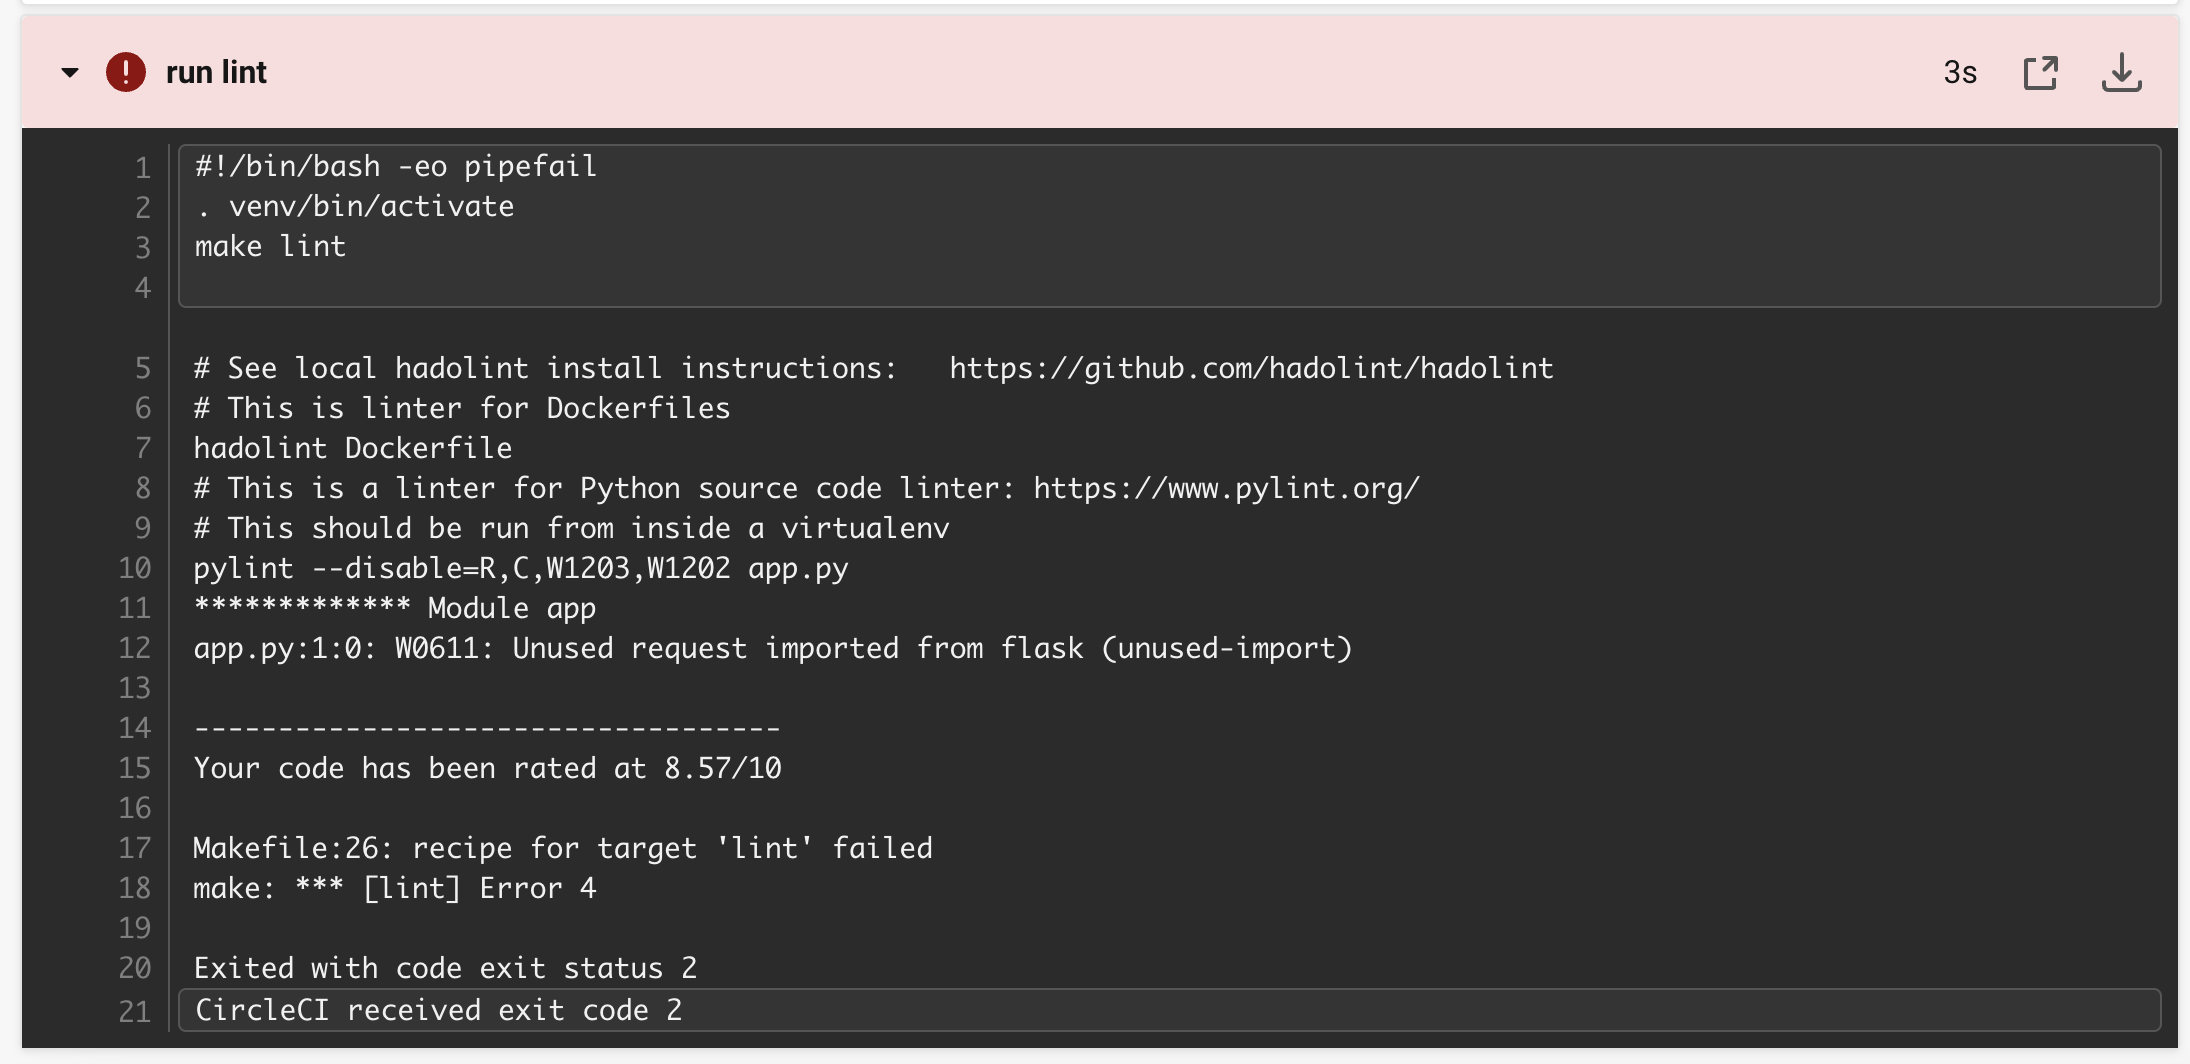 run lint
3s
1 #!/bin/bash -eo pipefail
2 . venv/bin/activate
3 make lint
4
5 # See local hadolint install instructions:   https://github.com/hadolint/hadolint
6 # This is linter for Dockerfiles
7 hadolint Dockerfile
8 # This is a linter for Python source code linter: https://www.pylint.org/
9 # This should be run from inside a virtualenv
10 pylint --disable=R,C,W1203,W1202 app.py
11 ************* Module app
12 app.py:1:0: W0611: Unused request imported from flask (unused-import)
13
14 -----------------------------------
15 Your code has been rated at 8.57/10
16
17 Makefile:26: recipe for target 'lint' failed
18 make: *** [lint] Error 4
19
20 Exited with code exit status 2
21 CircleCI received exit code 2